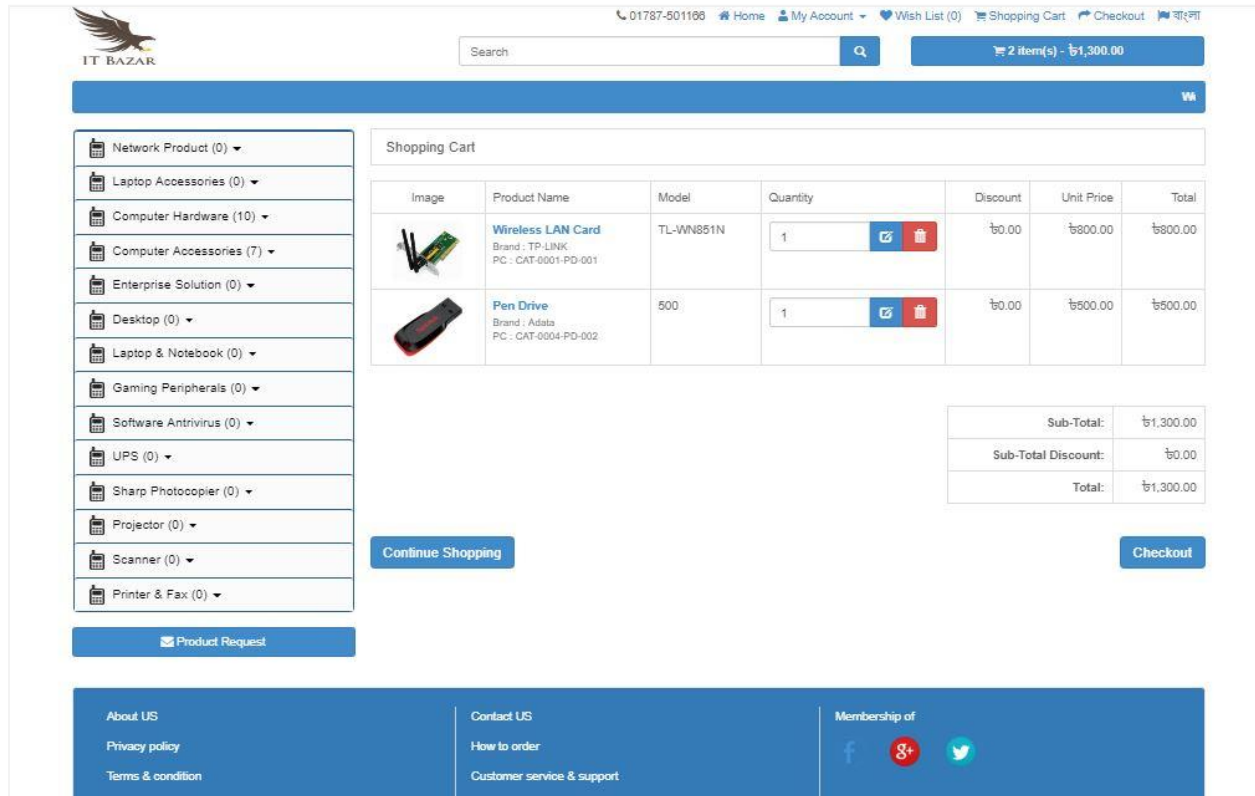 01787-501166 Home My Account Wish List (0) Shopping Cart Checkout বাংলা
IT BAZAR
Search
2 item(s) - ৳1,300.00
Network Product (0)
Laptop Accessories (0)
Computer Hardware (10)
Computer Accessories (7)
Enterprise Solution (0)
Desktop (0)
Laptop & Notebook (0)
Gaming Peripherals (0)
Software Antrivirus (0)
UPS (0)
Sharp Photocopier (0)
Projector (0)
Scanner (0)
Printer & Fax (0)
Product Request
Shopping Cart
Image Product Name Model Quantity Discount Unit Price Total
Wireless LAN Card TL-WN851N 1 ৳0.00 ৳800.00 ৳800.00
Brand : TP-LINK
PC : CAT-0001-PD-001
Pen Drive 500 1 ৳0.00 ৳500.00 ৳500.00
Brand : Adata
PC : CAT-0004-PD-002
Sub-Total: ৳1,300.00
Sub-Total Discount: ৳0.00
Total: ৳1,300.00
Continue Shopping
Checkout
About US
Privacy policy
Terms & condition
Contact US
How to order
Customer service & support
Membership of